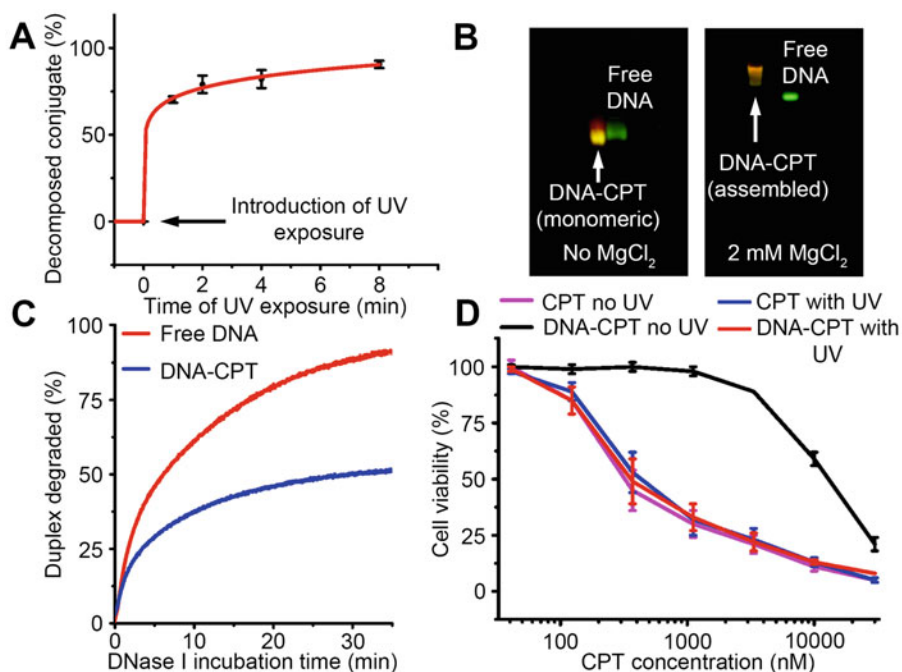 A
Decomposed conjugate (%)
100
75
50
25
0
Introduction of UV
exposure
0 2 4 6 8
Time of UV exposure (min)
B
Free
DNA
DNA-CPT
(monomeric)
No MgCl₂
Free
DNA
DNA-CPT
(assembled)
2 mM MgCl₂
C
Free DNA
DNA-CPT
Duplex degraded (%)
100
75
50
25
0
0 10 20 30
DNase I incubation time (min)
D
CPT no UV
CPT with UV
DNA-CPT no UV
DNA-CPT with
UV
Cell viability (%)
100
75
50
25
0
100 1000 10000
CPT concentration (nM)